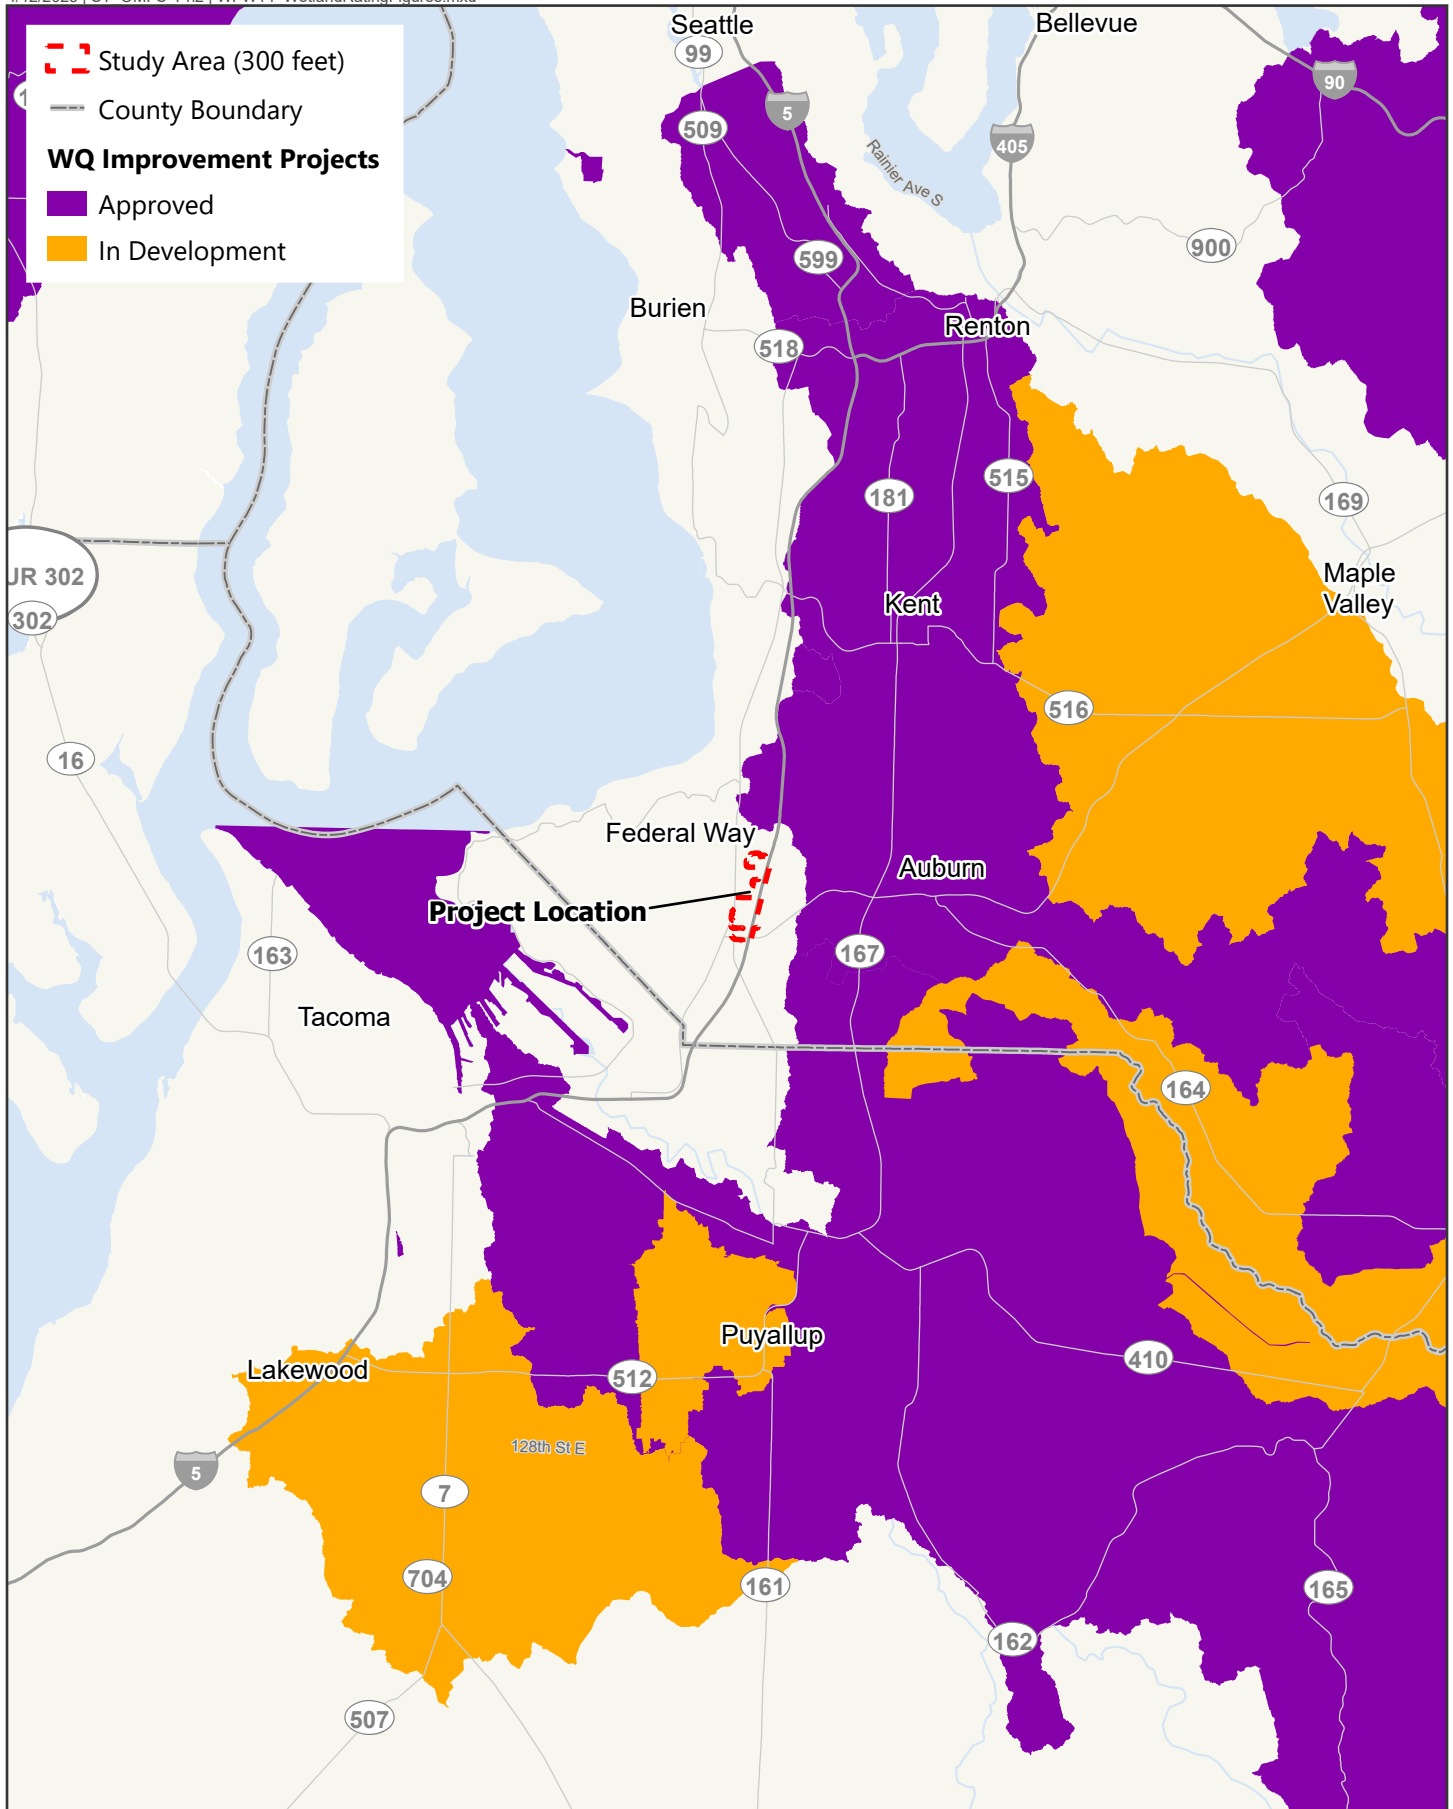 Study Area (300 feet)
County Boundary
WQ Improvement Projects
Approved
In Development
Seattle
Bellevue
99
5
90
509
405
Rainier Ave S
599
900
Burien
Renton
518
515
181
169
JR 302
302
Maple
Valley
Kent
516
16
Federal Way
Auburn
Project Location
163
167
Tacoma
164
Puyallup
410
Lakewood
512
128th St E
5
7
704
161
165
162
507